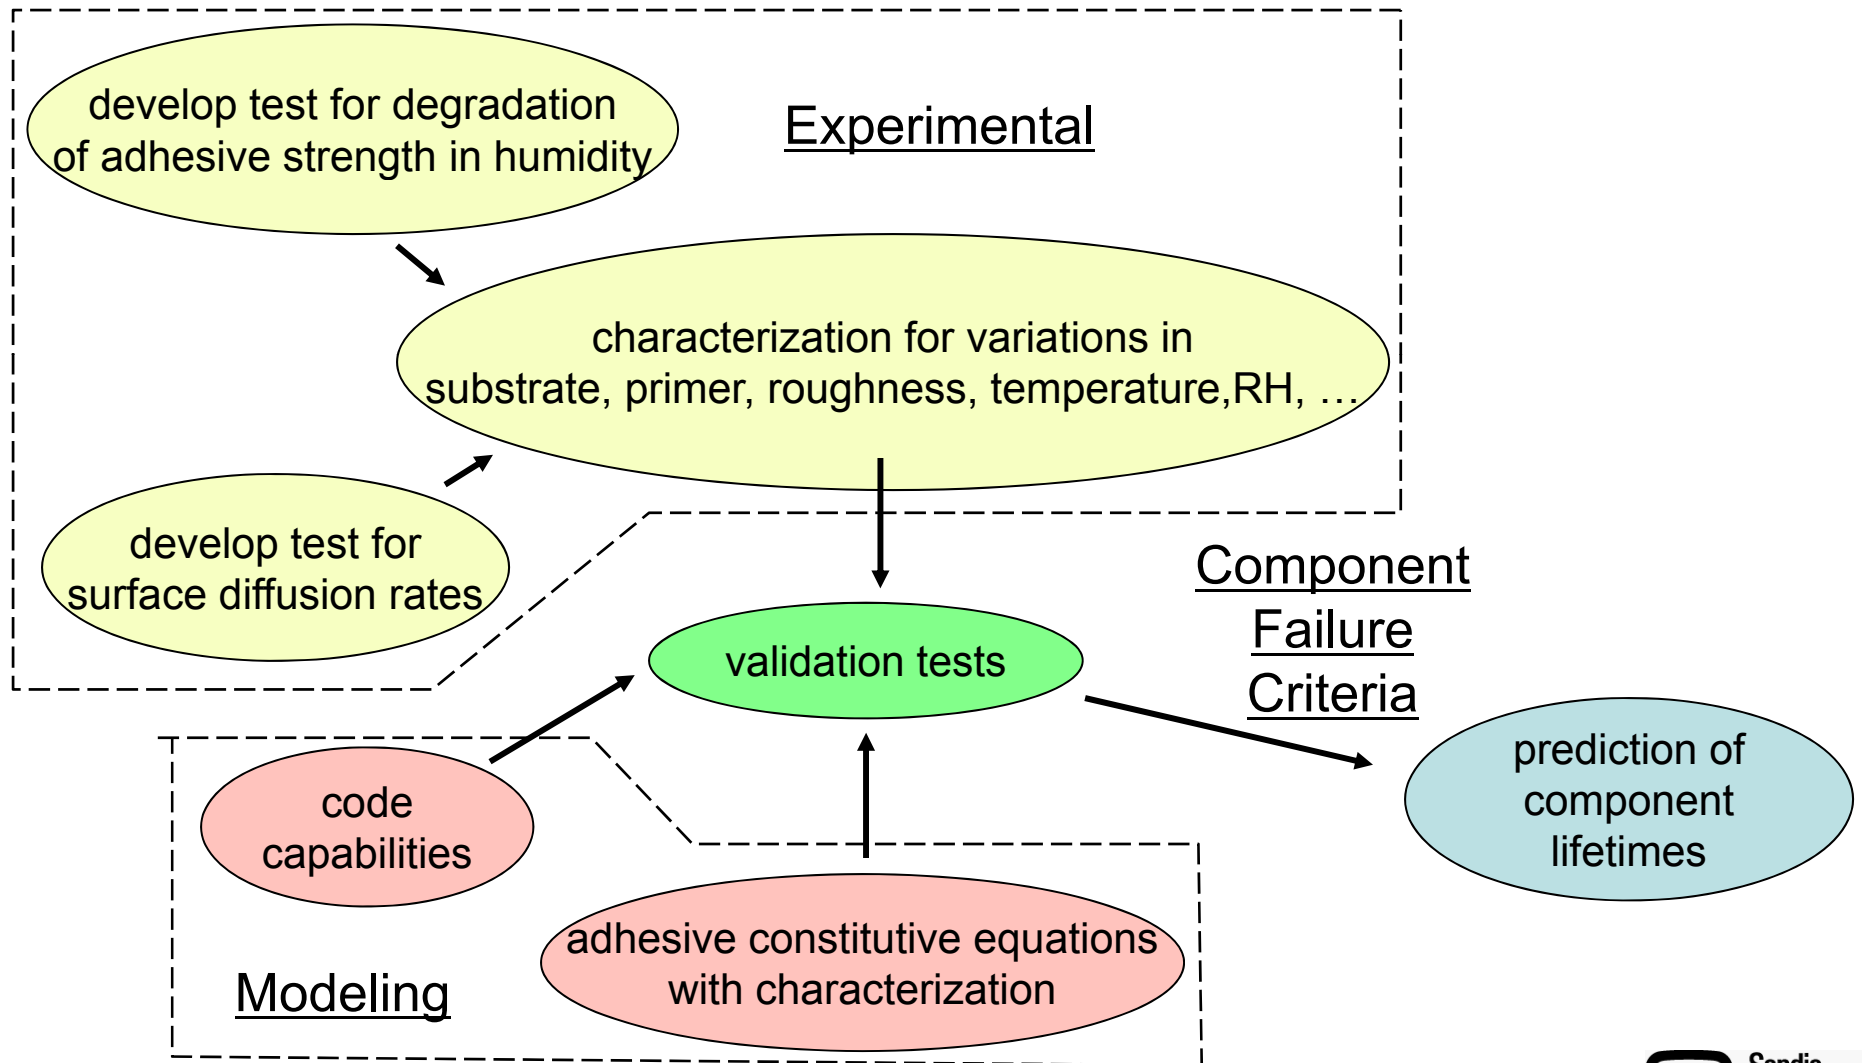 develop test for degradation
of adhesive strength in humidity
Experimental
characterization for variations in
substrate, primer, roughness, temperature,RH, …
develop test for
surface diffusion rates
Component
Failure
Criteria
validation tests
prediction of
component
lifetimes
code
capabilities
adhesive constitutive equations
with characterization
Modeling